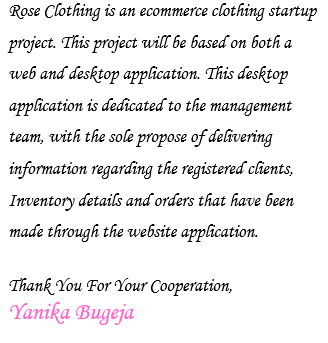 Rose Clothing is an ecommerce clothing startup
project. This project will be based on both a
web and desktop application. This desktop
application is dedicated to the management
team, with the sole propose of delivering
information regarding the registered clients,
Inventory details and orders that have been
made through the website application.
Thank You For Your Cooperation,
Yanika Bugeja